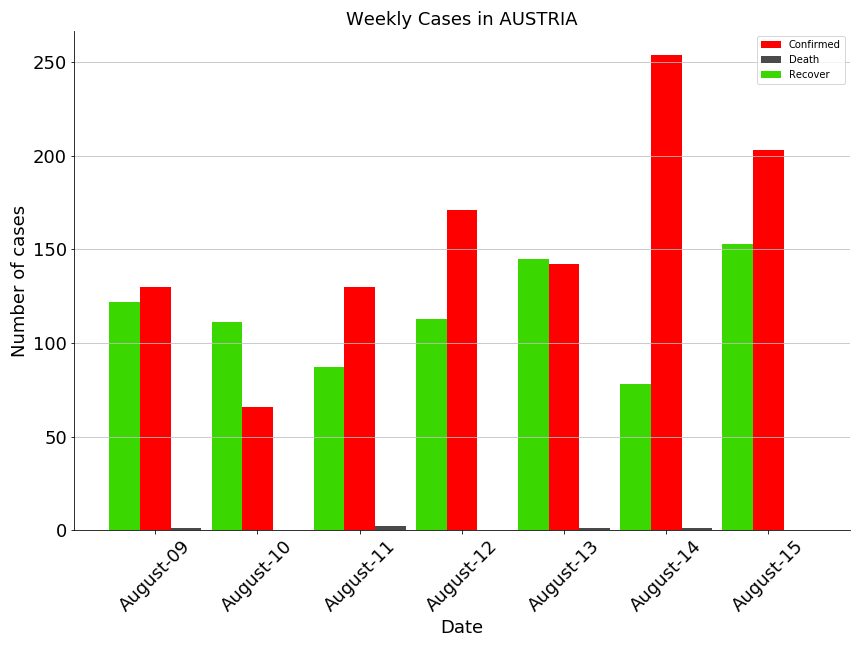 Weekly Cases in AUSTRIA
Confirmed
Death
Recover
Number of cases
250
200
150
100
50
0
August-09
August-10
August-11
August-12
August-13
August-14
August-15
Date